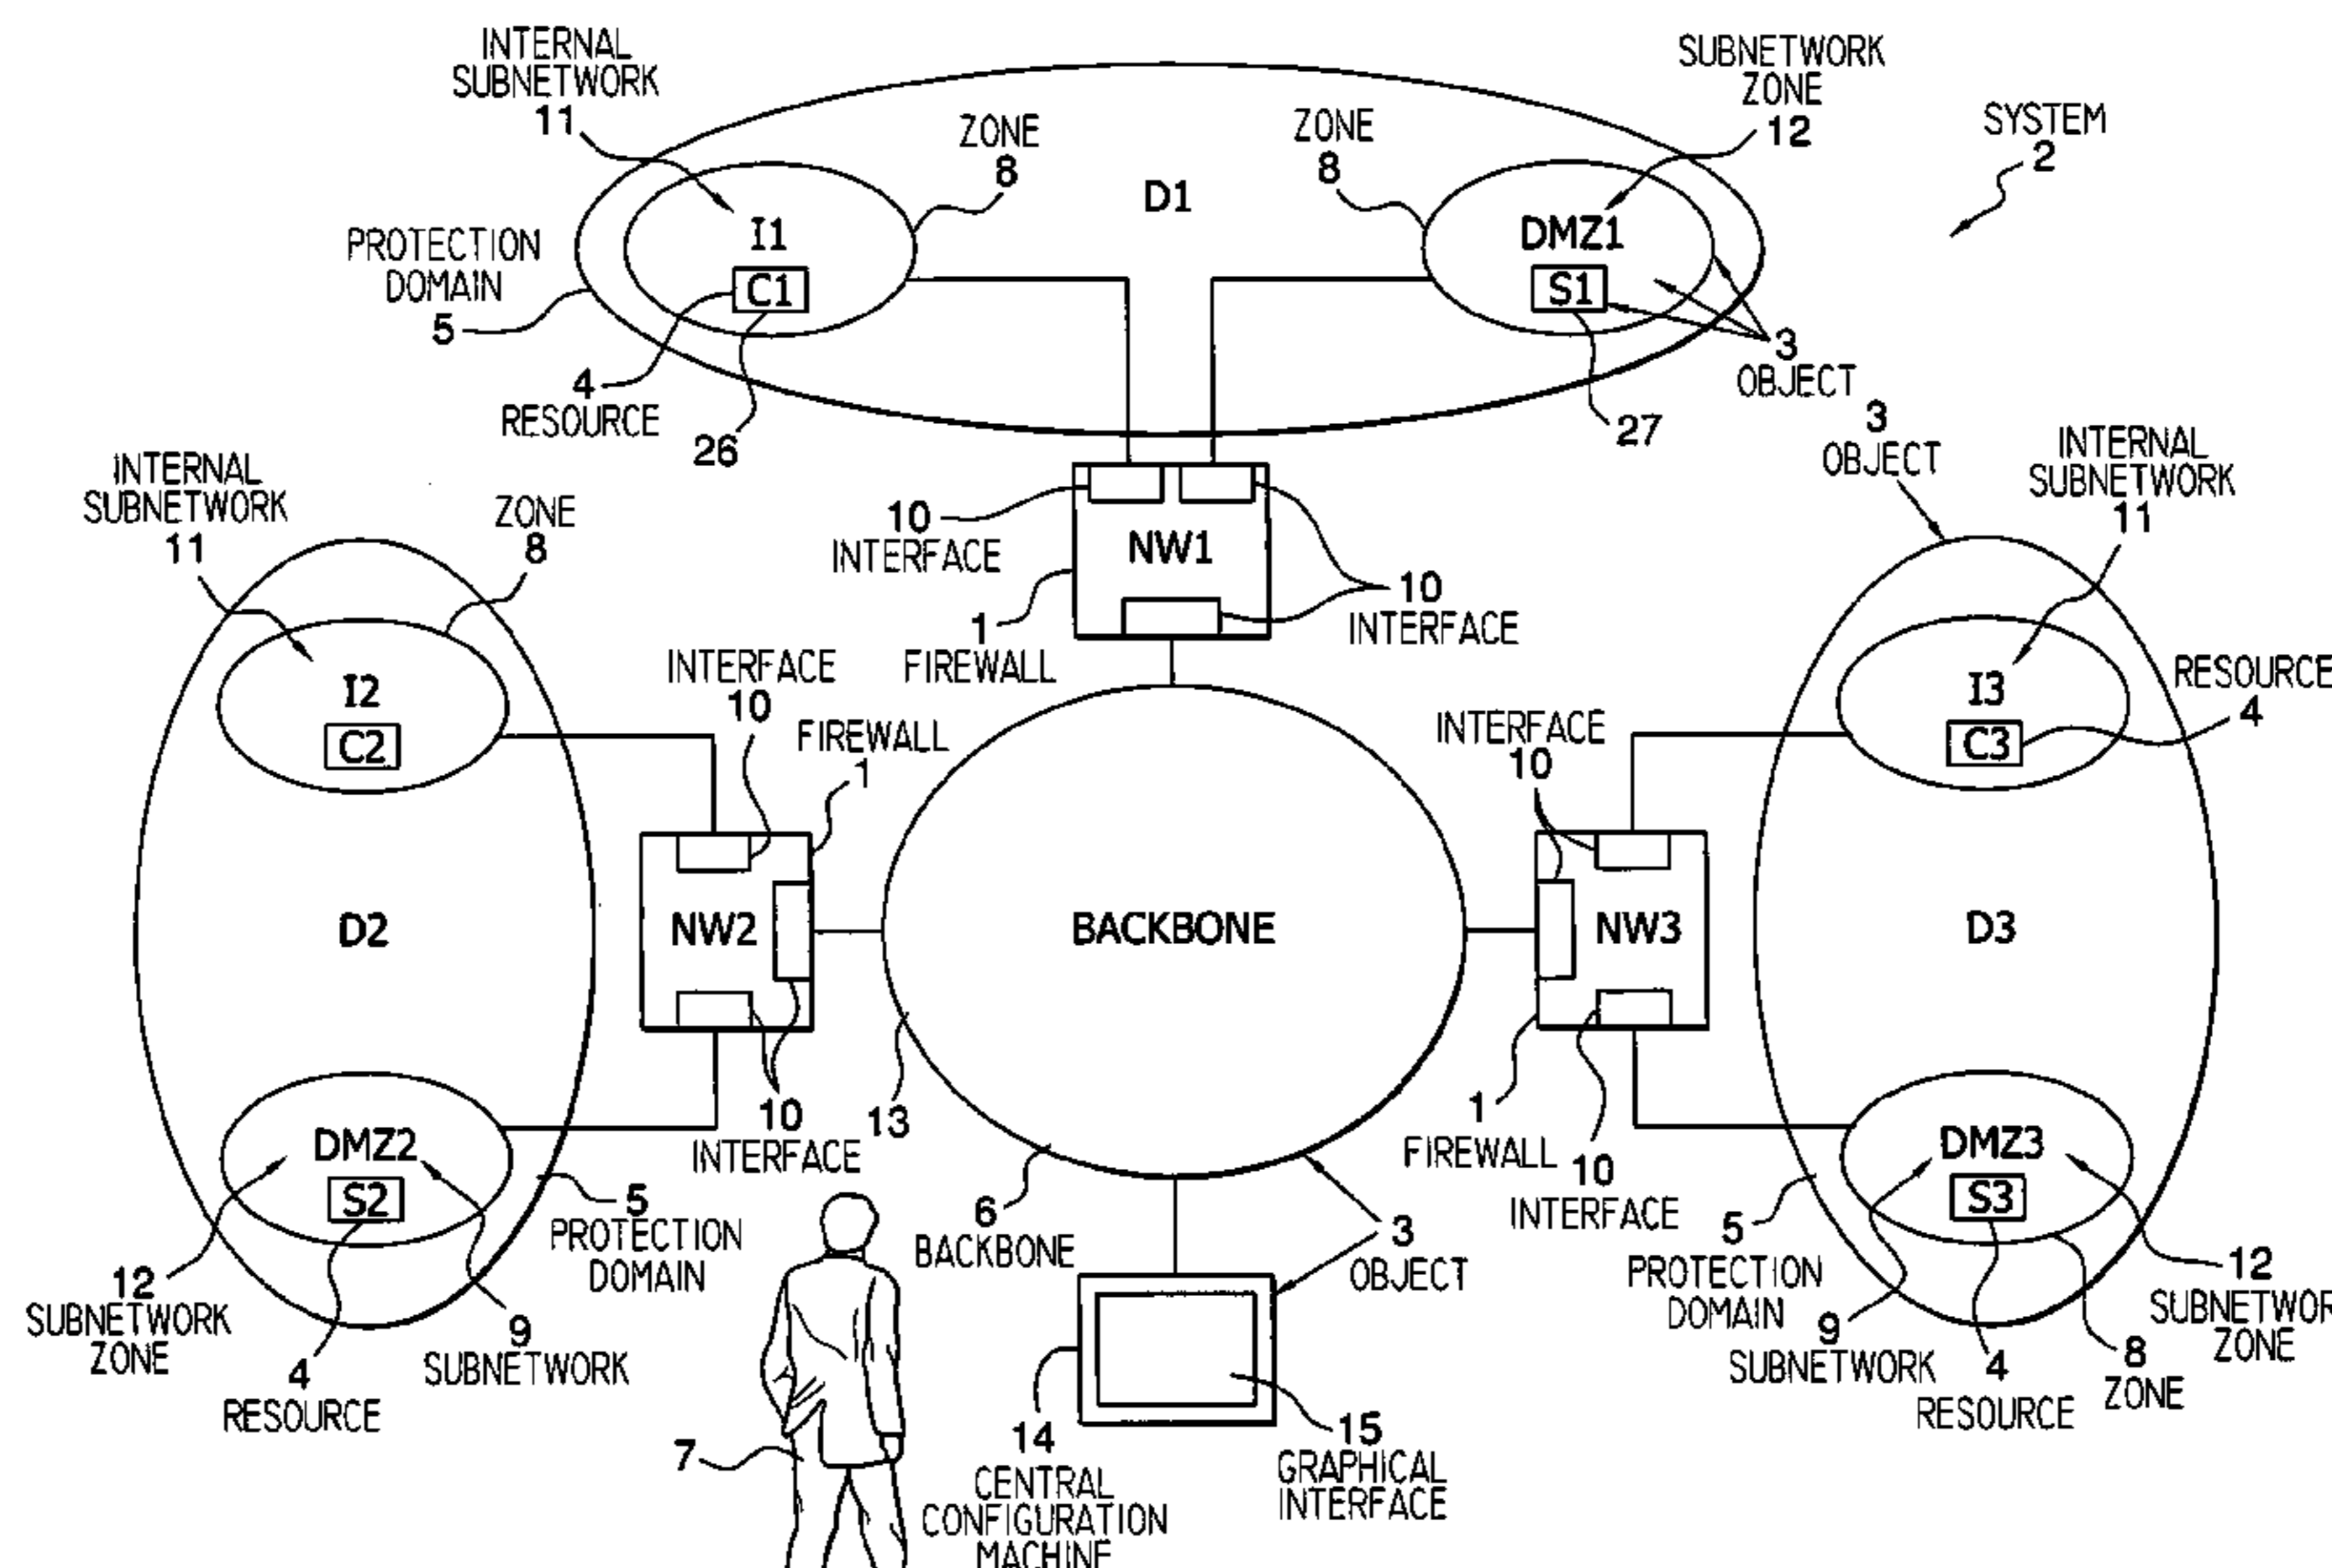 INTERNAL
SUBNETWORK
11
ZONE
8
ZONE
8
SUBNETWORK
ZONE
12
SYSTEM
2
D1
I1
C1
DMZ1
S1
PROTECTION
DOMAIN
5
4
RESOURCE
26
27
3
OBJECT
3
OBJECT
INTERNAL
SUBNETWORK
11
INTERNAL
SUBNETWORK
11
ZONE
8
10
INTERFACE
NW1
10
INTERFACE
1
FIREWALL
I2
C2
INTERFACE
10
FIREWALL
1
INTERFACE
10
I3
C3
RESOURCE
4
D2
NW2
BACKBONE
NW3
D3
DMZ2
S2
10
INTERFACE
13
1
FIREWALL
10
INTERFACE
DMZ3
S3
12
SUBNETWORK
ZONE
4
RESOURCE
9
SUBNETWORK
5
PROTECTION
DOMAIN
6
BACKBONE
3
OBJECT
5
PROTECTION
DOMAIN
9
SUBNETWORK
4
RESOURCE
8
ZONE
12
SUBNETWOR
ZONE
7
14
CENTRAL
CONFIGURATION
MACHINE
15
GRAPHICAL
INTERFACE